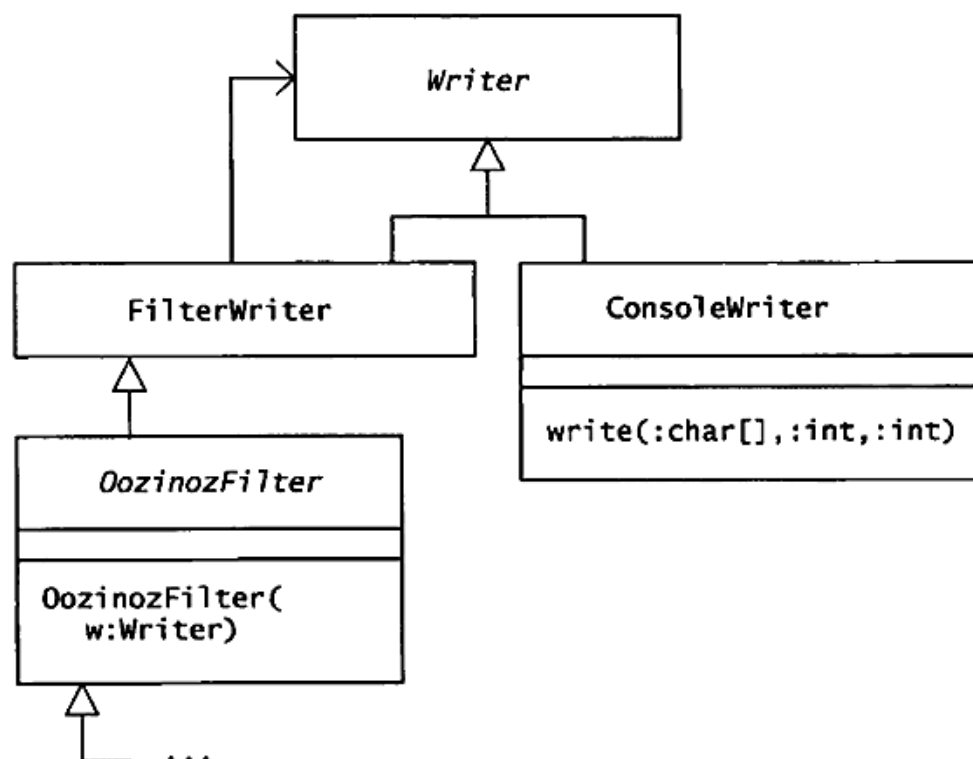 Writer
FilterWriter
ConsoleWriter
write(:char[],:int,:int)
OozinozFilter
OozinozFilter(
w:Writer)
...